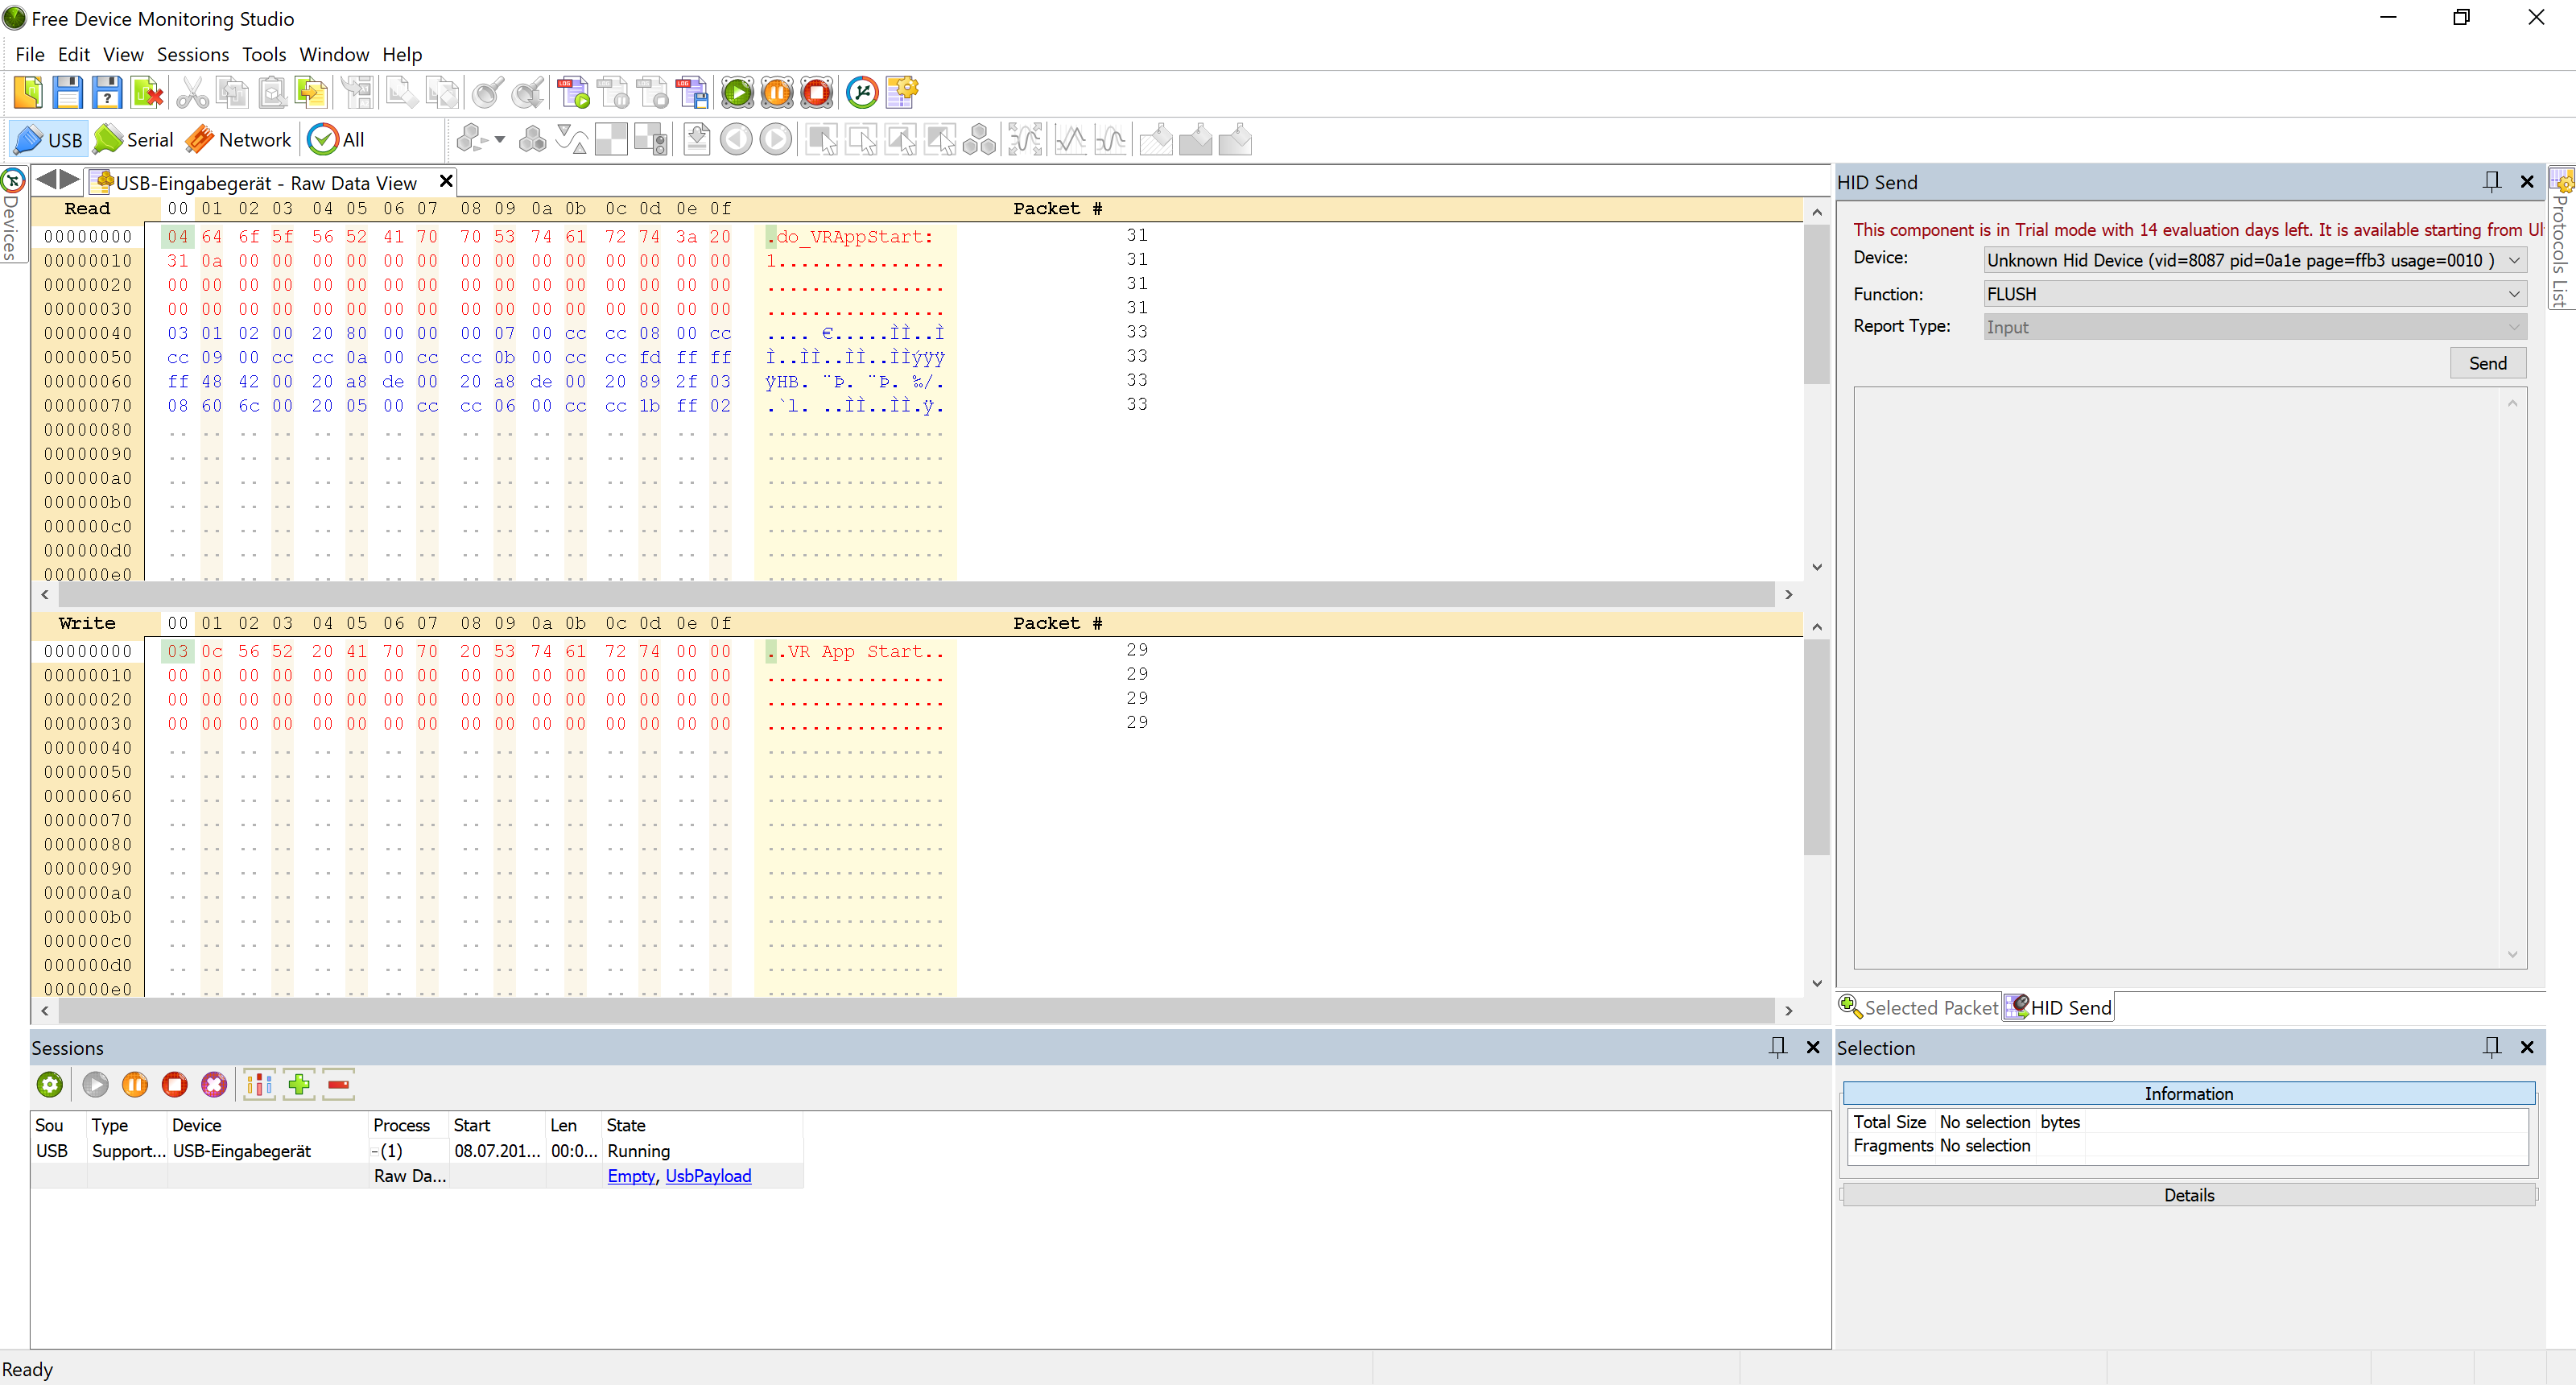 Free Device Monitoring Studio
File Edit View Sessions Tools Window Help
USB Serial Network All
Devices
USB-Eingabegerät - Raw Data View
Read 00 01 02 03 04 05 06 07 08 09 0a 0b 0c 0d 0e 0f Packet #
00000000 04 64 6f 5f 56 52 41 70 70 53 74 61 72 74 3a 20 .do_VRAppStart: 31
00000010 31 0a 00 00 00 00 00 00 00 00 00 00 00 00 00 00 1............... 31
00000020 00 00 00 00 00 00 00 00 00 00 00 00 00 00 00 00 ................ 31
00000030 00 00 00 00 00 00 00 00 00 00 00 00 00 00 00 00 ................ 31
00000040 03 01 02 00 20 80 00 00 00 07 00 cc cc 08 00 cc .... €.....ÌÌ..Ì 33
00000050 cc 09 00 cc cc 0a 00 cc cc 0b 00 cc cc fd ff ff Ì..ÌÌ..ÌÌ..ÌÌýÿÿ 33
00000060 ff 48 42 00 20 a8 de 00 20 a8 de 00 20 89 2f 03 ÿHB. ¨Þ. ¨Þ. ‰/. 33
00000070 08 60 6c 00 20 05 00 cc cc 06 00 cc cc 1b ff 02 .`l. ..ÌÌ..ÌÌ.ÿ. 33
00000080
00000090
000000a0
000000b0
000000c0
000000d0
000000e0
Write 00 01 02 03 04 05 06 07 08 09 0a 0b 0c 0d 0e 0f Packet #
00000000 03 0c 56 52 20 41 70 70 20 53 74 61 72 74 00 00 ..VR App Start.. 29
00000010 00 00 00 00 00 00 00 00 00 00 00 00 00 00 00 00 ................ 29
00000020 00 00 00 00 00 00 00 00 00 00 00 00 00 00 00 00 ................ 29
00000030 00 00 00 00 00 00 00 00 00 00 00 00 00 00 00 00 ................ 29
00000040
00000050
00000060
00000070
00000080
00000090
000000a0
000000b0
000000c0
000000d0
000000e0
HID Send
This component is in Trial mode with 14 evaluation days left. It is available starting from Ul
Device: Unknown Hid Device (vid=8087 pid=0a1e page=ffb3 usage=0010 )
Function: FLUSH
Report Type: Input
Send
Selected Packet HID Send
Protocols List
Sessions
Sou Type Device Process Start Len State
USB Support... USB-Eingabegerät -(1) 08.07.201... 00:0... Running
Raw Da... Empty, UsbPayload
Selection
Information
Total Size No selection bytes
Fragments No selection
Details
Ready